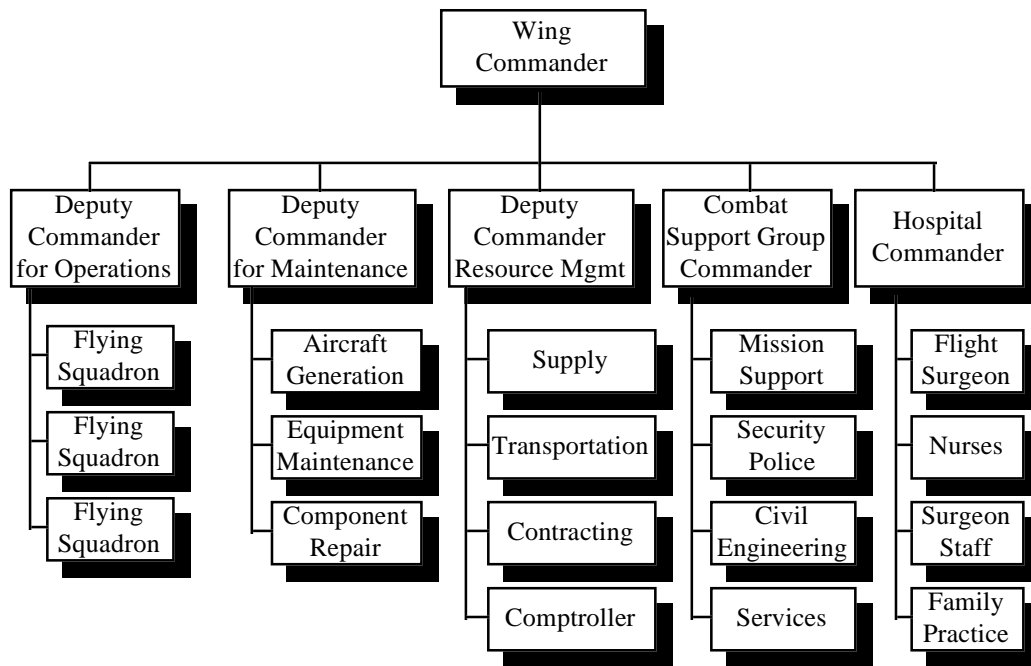 Wing
Commander
Deputy
Commander
for Operations
Deputy
Commander
for Maintenance
Deputy
Commander
Resource Mgmt
Combat
Support Group
Commander
Hospital
Commander
Flying
Squadron
Flying
Squadron
Flying
Squadron
Aircraft
Generation
Equipment
Maintenance
Component
Repair
Supply
Transportation
Contracting
Comptroller
Mission
Support
Security
Police
Civil
Engineering
Services
Flight
Surgeon
Nurses
Surgeon
Staff
Family
Practice